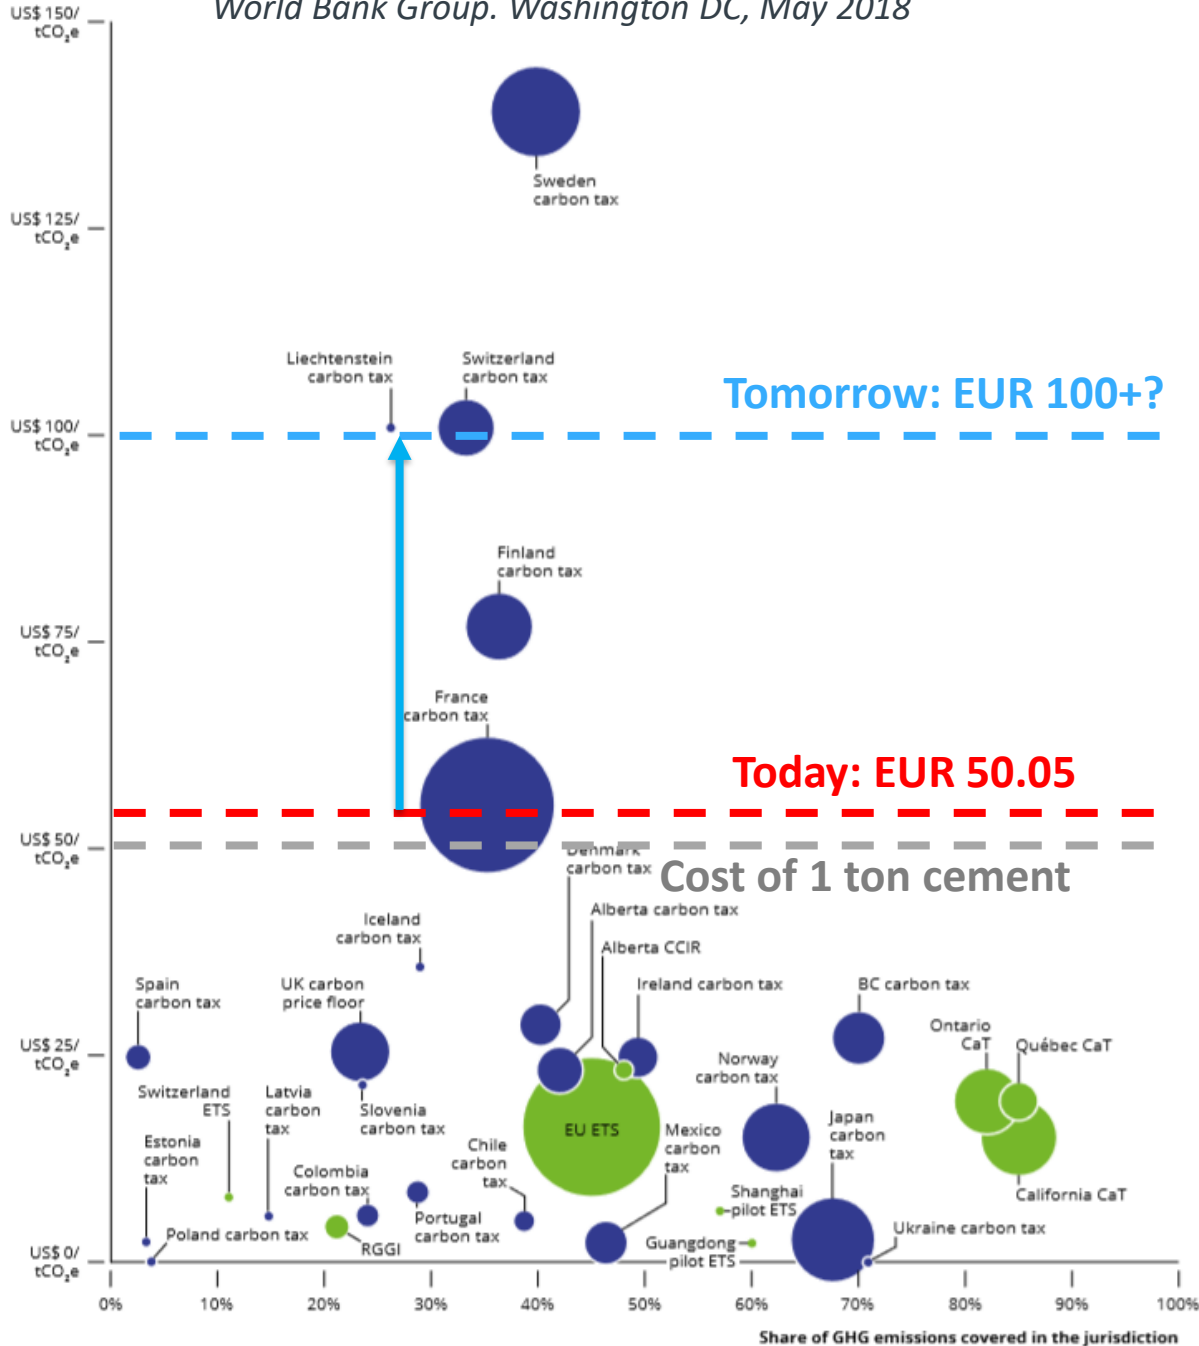 World Bank Group. Washington DC, May 2018
US$ 150/
tCO₂e
Sweden
carbon tax
US$ 125/
tCO₂e
Liechtenstein
carbon tax
Switzerland
carbon tax
Tomorrow: EUR 100+?
US$ 100/
tCO₂e
Finland
carbon tax
US$ 75/
tCO₂e
France
carbon tax
Today: EUR 50.05
US$ 50/
tCO₂e
Denmark
carbon tax
Cost of 1 ton cement
Alberta carbon tax
Iceland
carbon tax
Alberta CCIR
Spain
carbon tax
UK carbon
price floor
Ireland carbon tax
BC carbon tax
Ontario
CaT
Québec CaT
US$ 25/
tCO₂e
Norway
carbon tax
Switzerland
ETS
Latvia
carbon
tax
Slovenia
carbon tax
Japan
carbon
tax
EU ETS
Mexico
carbon
tax
Estonia
carbon
tax
Chile
carbon
tax
Colombia
carbon tax
Shanghai
pilot ETS
California CaT
Portugal
carbon tax
Poland carbon tax
RGGI
Guangdong
pilot ETS
Ukraine carbon tax
US$ 0/
tCO₂e
0% 10% 20% 30% 40% 50% 60% 70% 80% 90% 100%
Share of GHG emissions covered in the jurisdiction